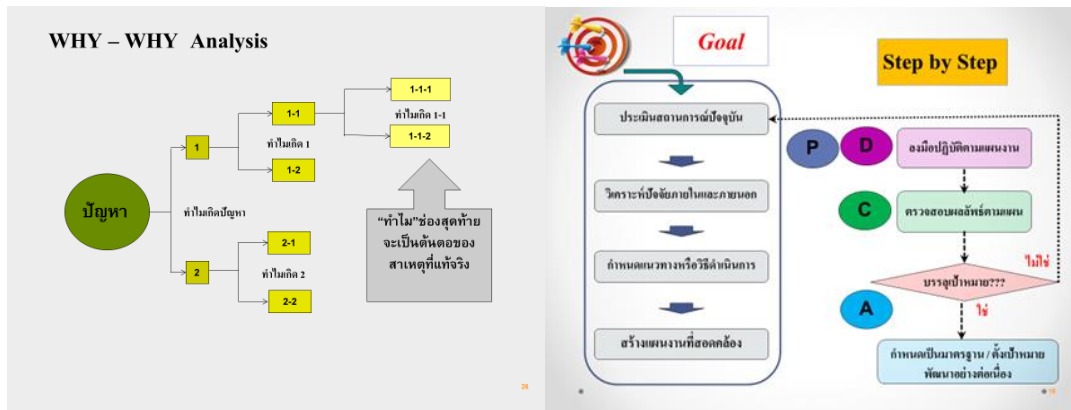 WHY – WHY Analysis
1-1-1
1-1
ทำไมเกิด 1-1
1-1-2
1
ทำไมเกิด 1
1-2
ปัญหา
ทำไมเกิดปัญหา
"ทำไม"ช่องสุดท้าย
จะเป็นต้นตอของ
สาเหตุที่แท้จริง
2-1
2
ทำไมเกิด 2
2-2
28
Goal
Step by Step
ประเมินสถานการณ์ปัจจุบัน
วิเคราะห์ปัจจัยภายในและภายนอก
กำหนดแนวทางหรือวิธีดำเนินการ
สร้างแผนงานที่สอดคล้อง
P
D
ลงมือปฏิบัติตามแผนงาน
C
ตรวจสอบผลลัพธ์ตามแผน
ไม่ใช่
บรรลุเป้าหมาย???
A
ใช่
กำหนดเป็นมาตรฐาน / ตั้งเป้าหมาย
พัฒนาอย่างต่อเนื่อง